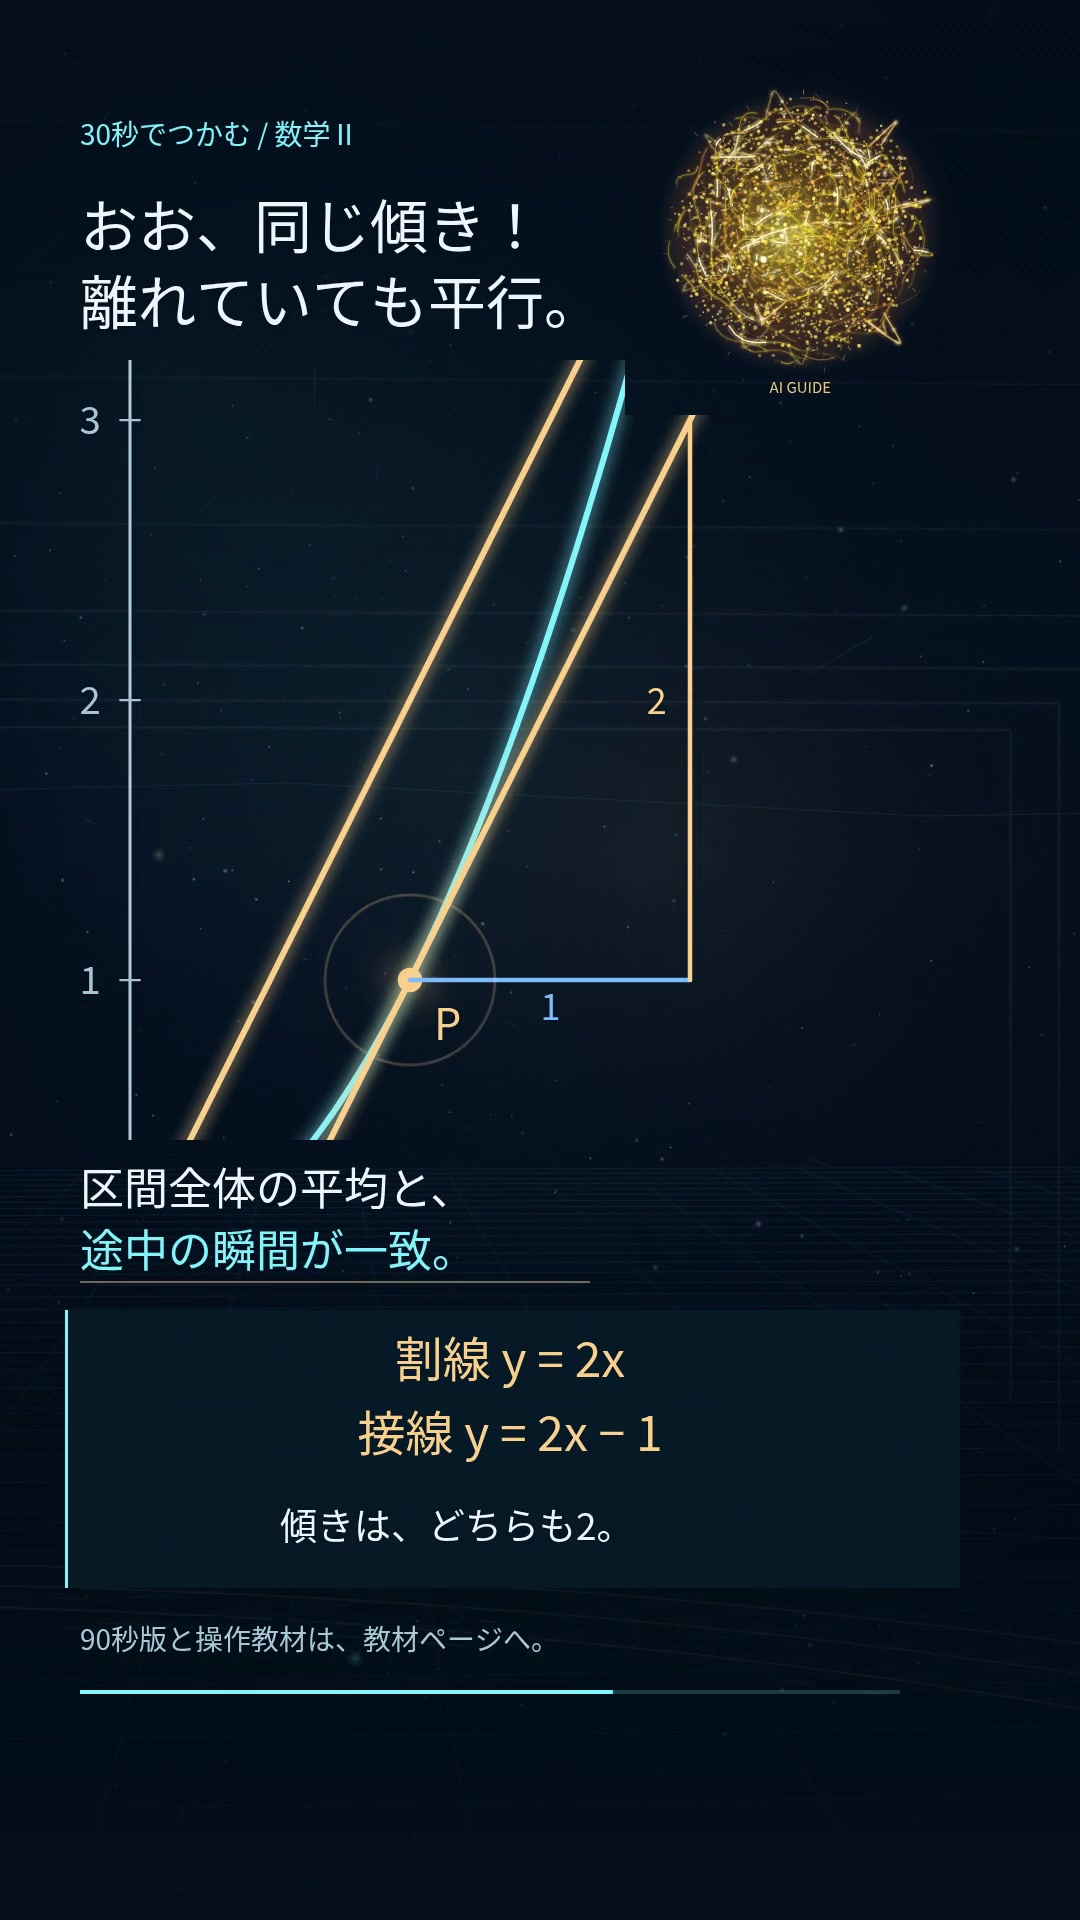 30秒でつかむ / 数学Ⅱ
おお、同じ傾き！
離れていても平行。
AI GUIDE
3
2
2
1
1
P
区間全体の平均と、
途中の瞬間が一致。
割線 y = 2x
接線 y = 2x − 1
傾きは、どちらも2。
90秒版と操作教材は、教材ページへ。